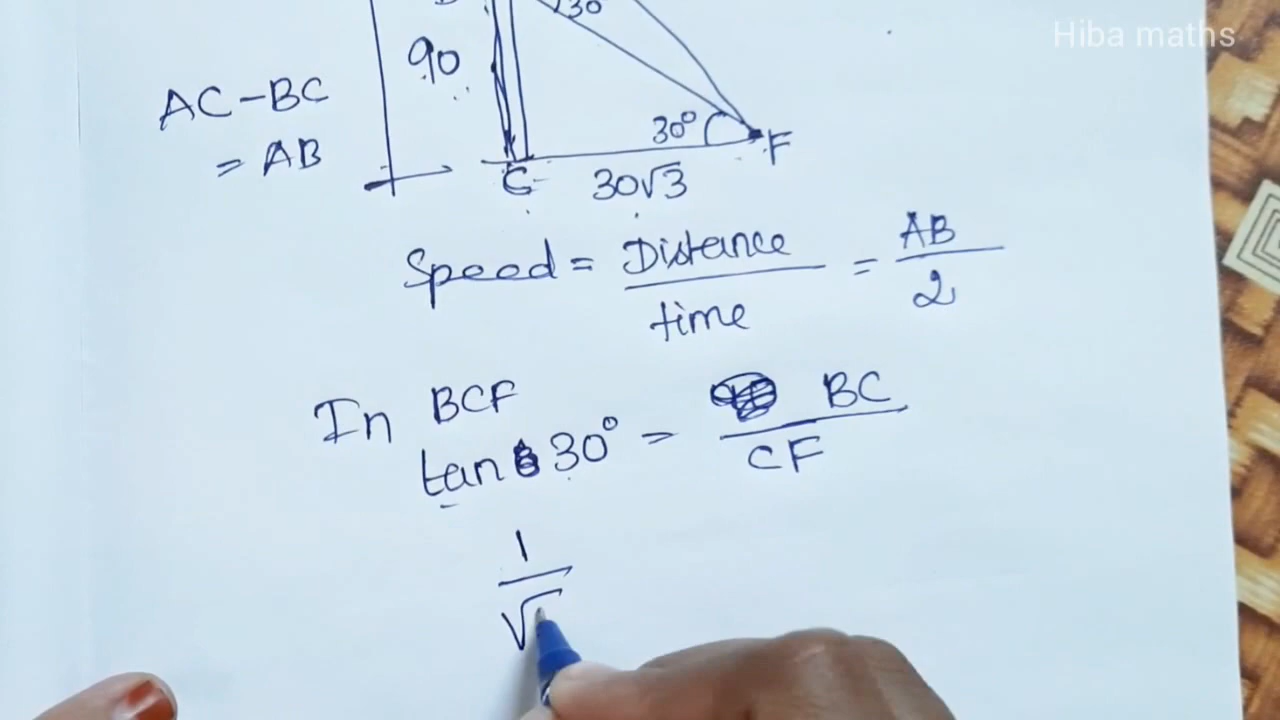 Hiba maths
30
90
AC-BC
= AB
30°
F
C
30√3
Speed = Distance / time = AB / 2
In BCF
tan 30° = BC / CF
1 / √